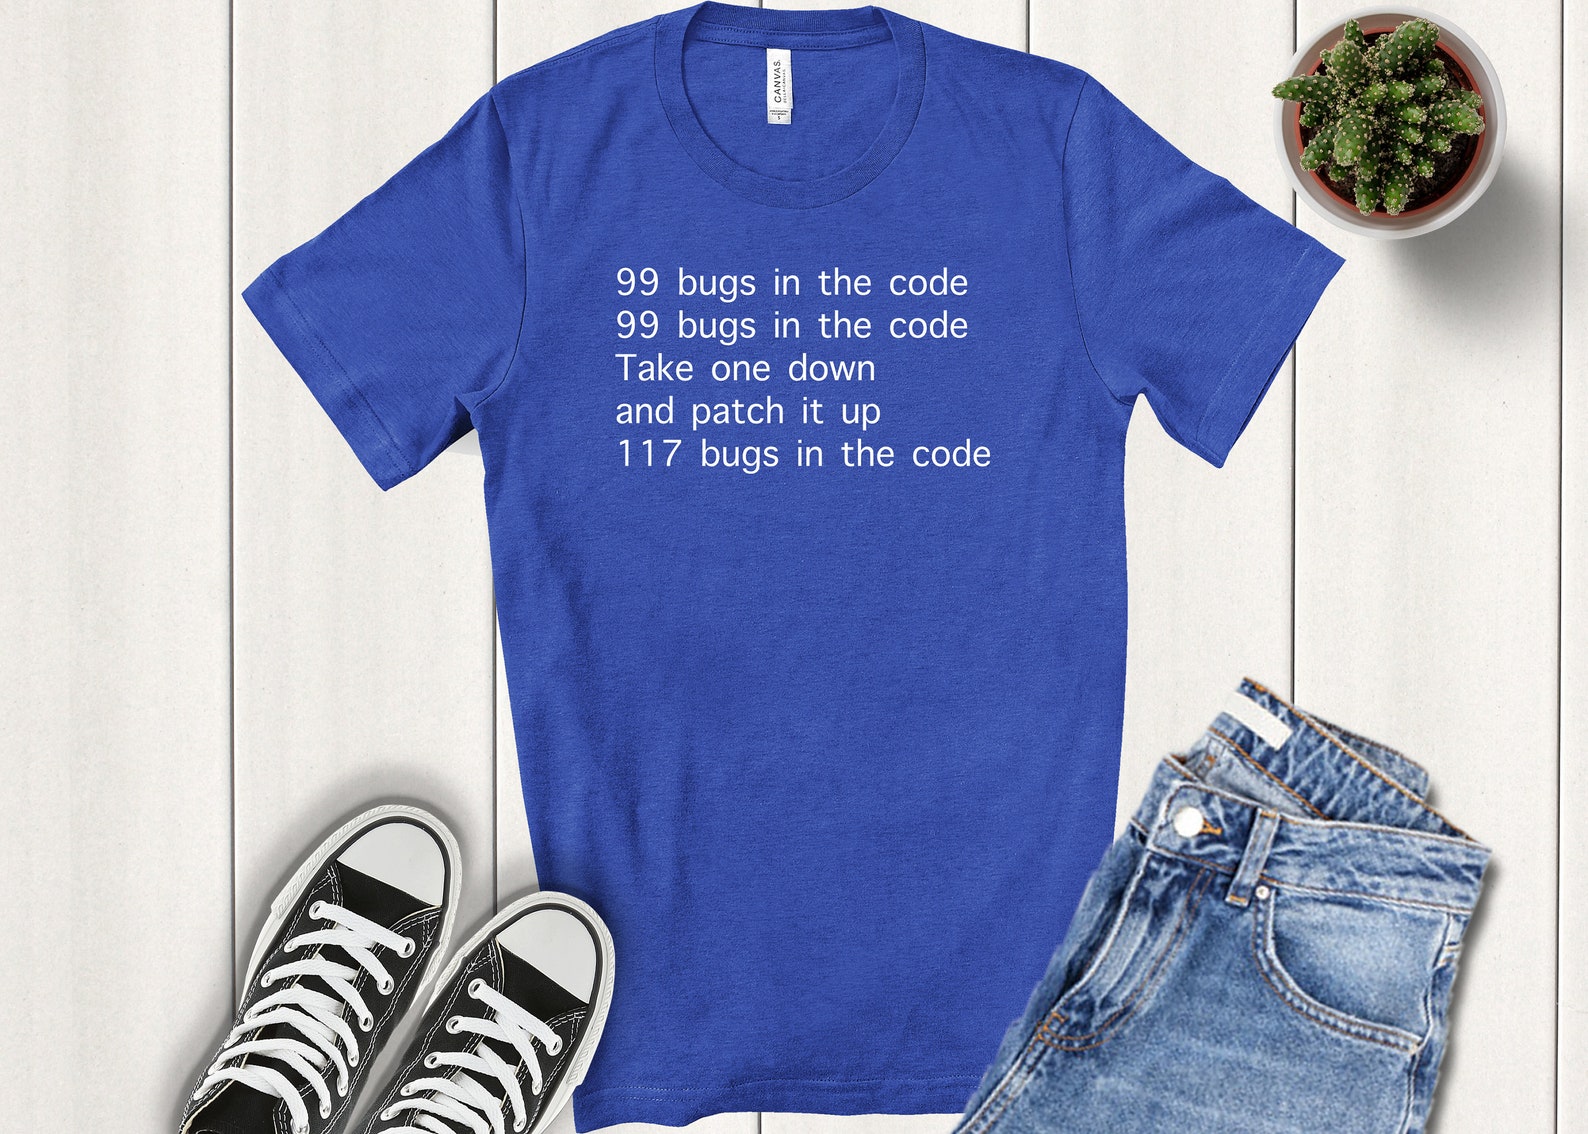 CANVAS
99 bugs in the code
99 bugs in the code
Take one down
and patch it up
117 bugs in the code